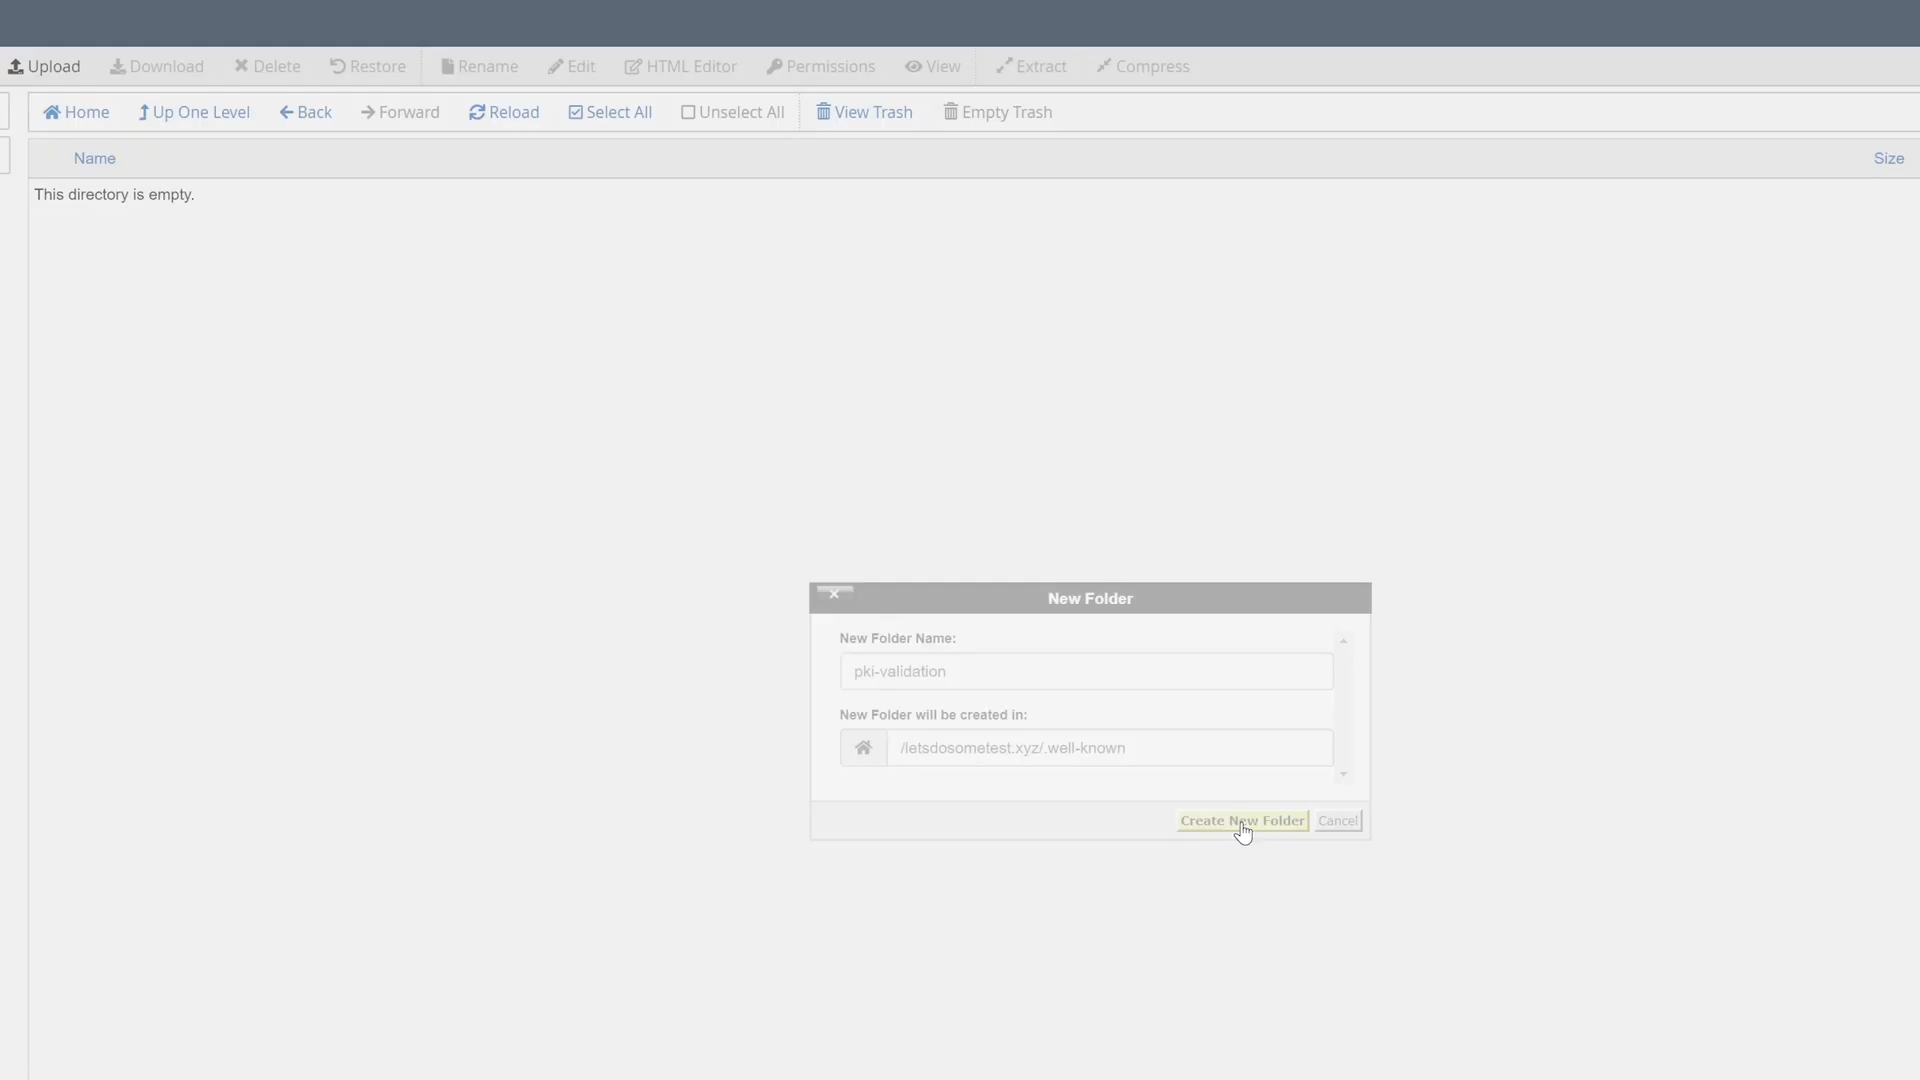 Upload Download Delete Restore Rename Edit HTML Editor Permissions View Extract Compress
Home Up One Level Back Forward Reload Select All Unselect All View Trash Empty Trash
Name Size
This directory is empty.
New Folder
New Folder Name:
pki-validation
New Folder will be created in:
/letsdosometest.xyz/.well-known
Create New Folder Cancel